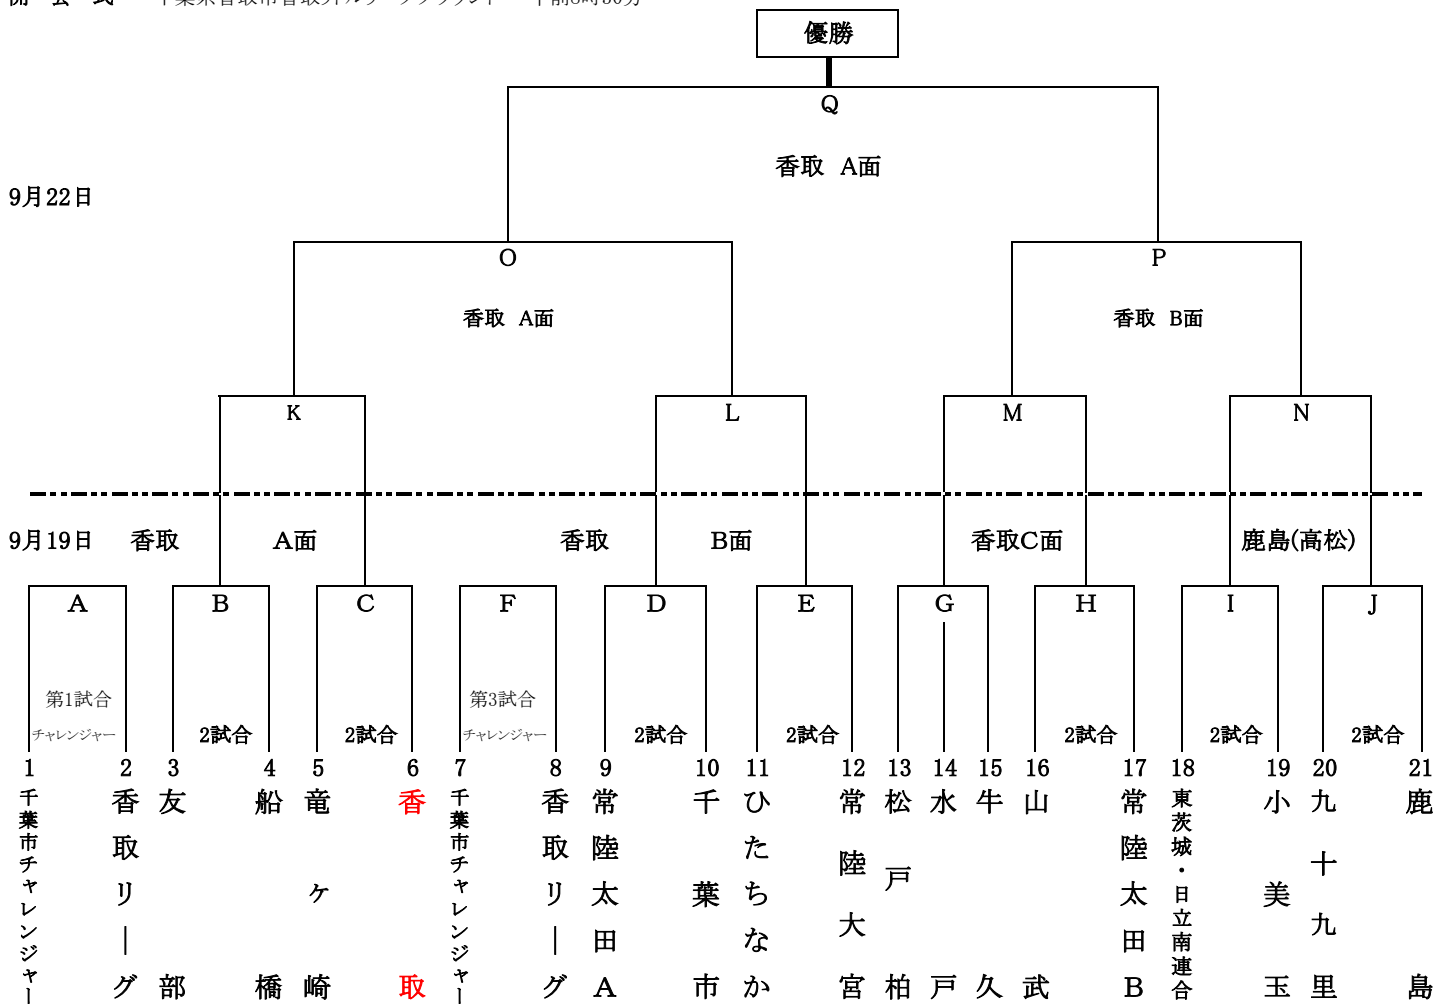 優勝
Q
香取 A面
9月22日
O
P
香取 A面
香取 B面
K
L
M
N
9月19日
香取 A面
香取 B面
香取C面
鹿島(高松)
A
B
C
F
D
E
G
H
I
J
第1試合
第3試合
チャレンジャー
2試合
2試合
チャレンジャー
2試合
2試合
2試合
2試合
2試合
1 千葉市チャレンジャー
2 香取リーグ
3 友部
4 船橋
5 竜ヶ崎
6 香取
7 千葉市チャレンジャー
8 香取リーグ
9 常陸太田A
10 千葉市
11 ひたちなか
12 常陸大宮
13 松戸柏
14 水戸
15 牛久
16 山武
17 常陸太田B
18 東茨城・日立南連合
19 小美玉
20 九十九里
21 鹿島